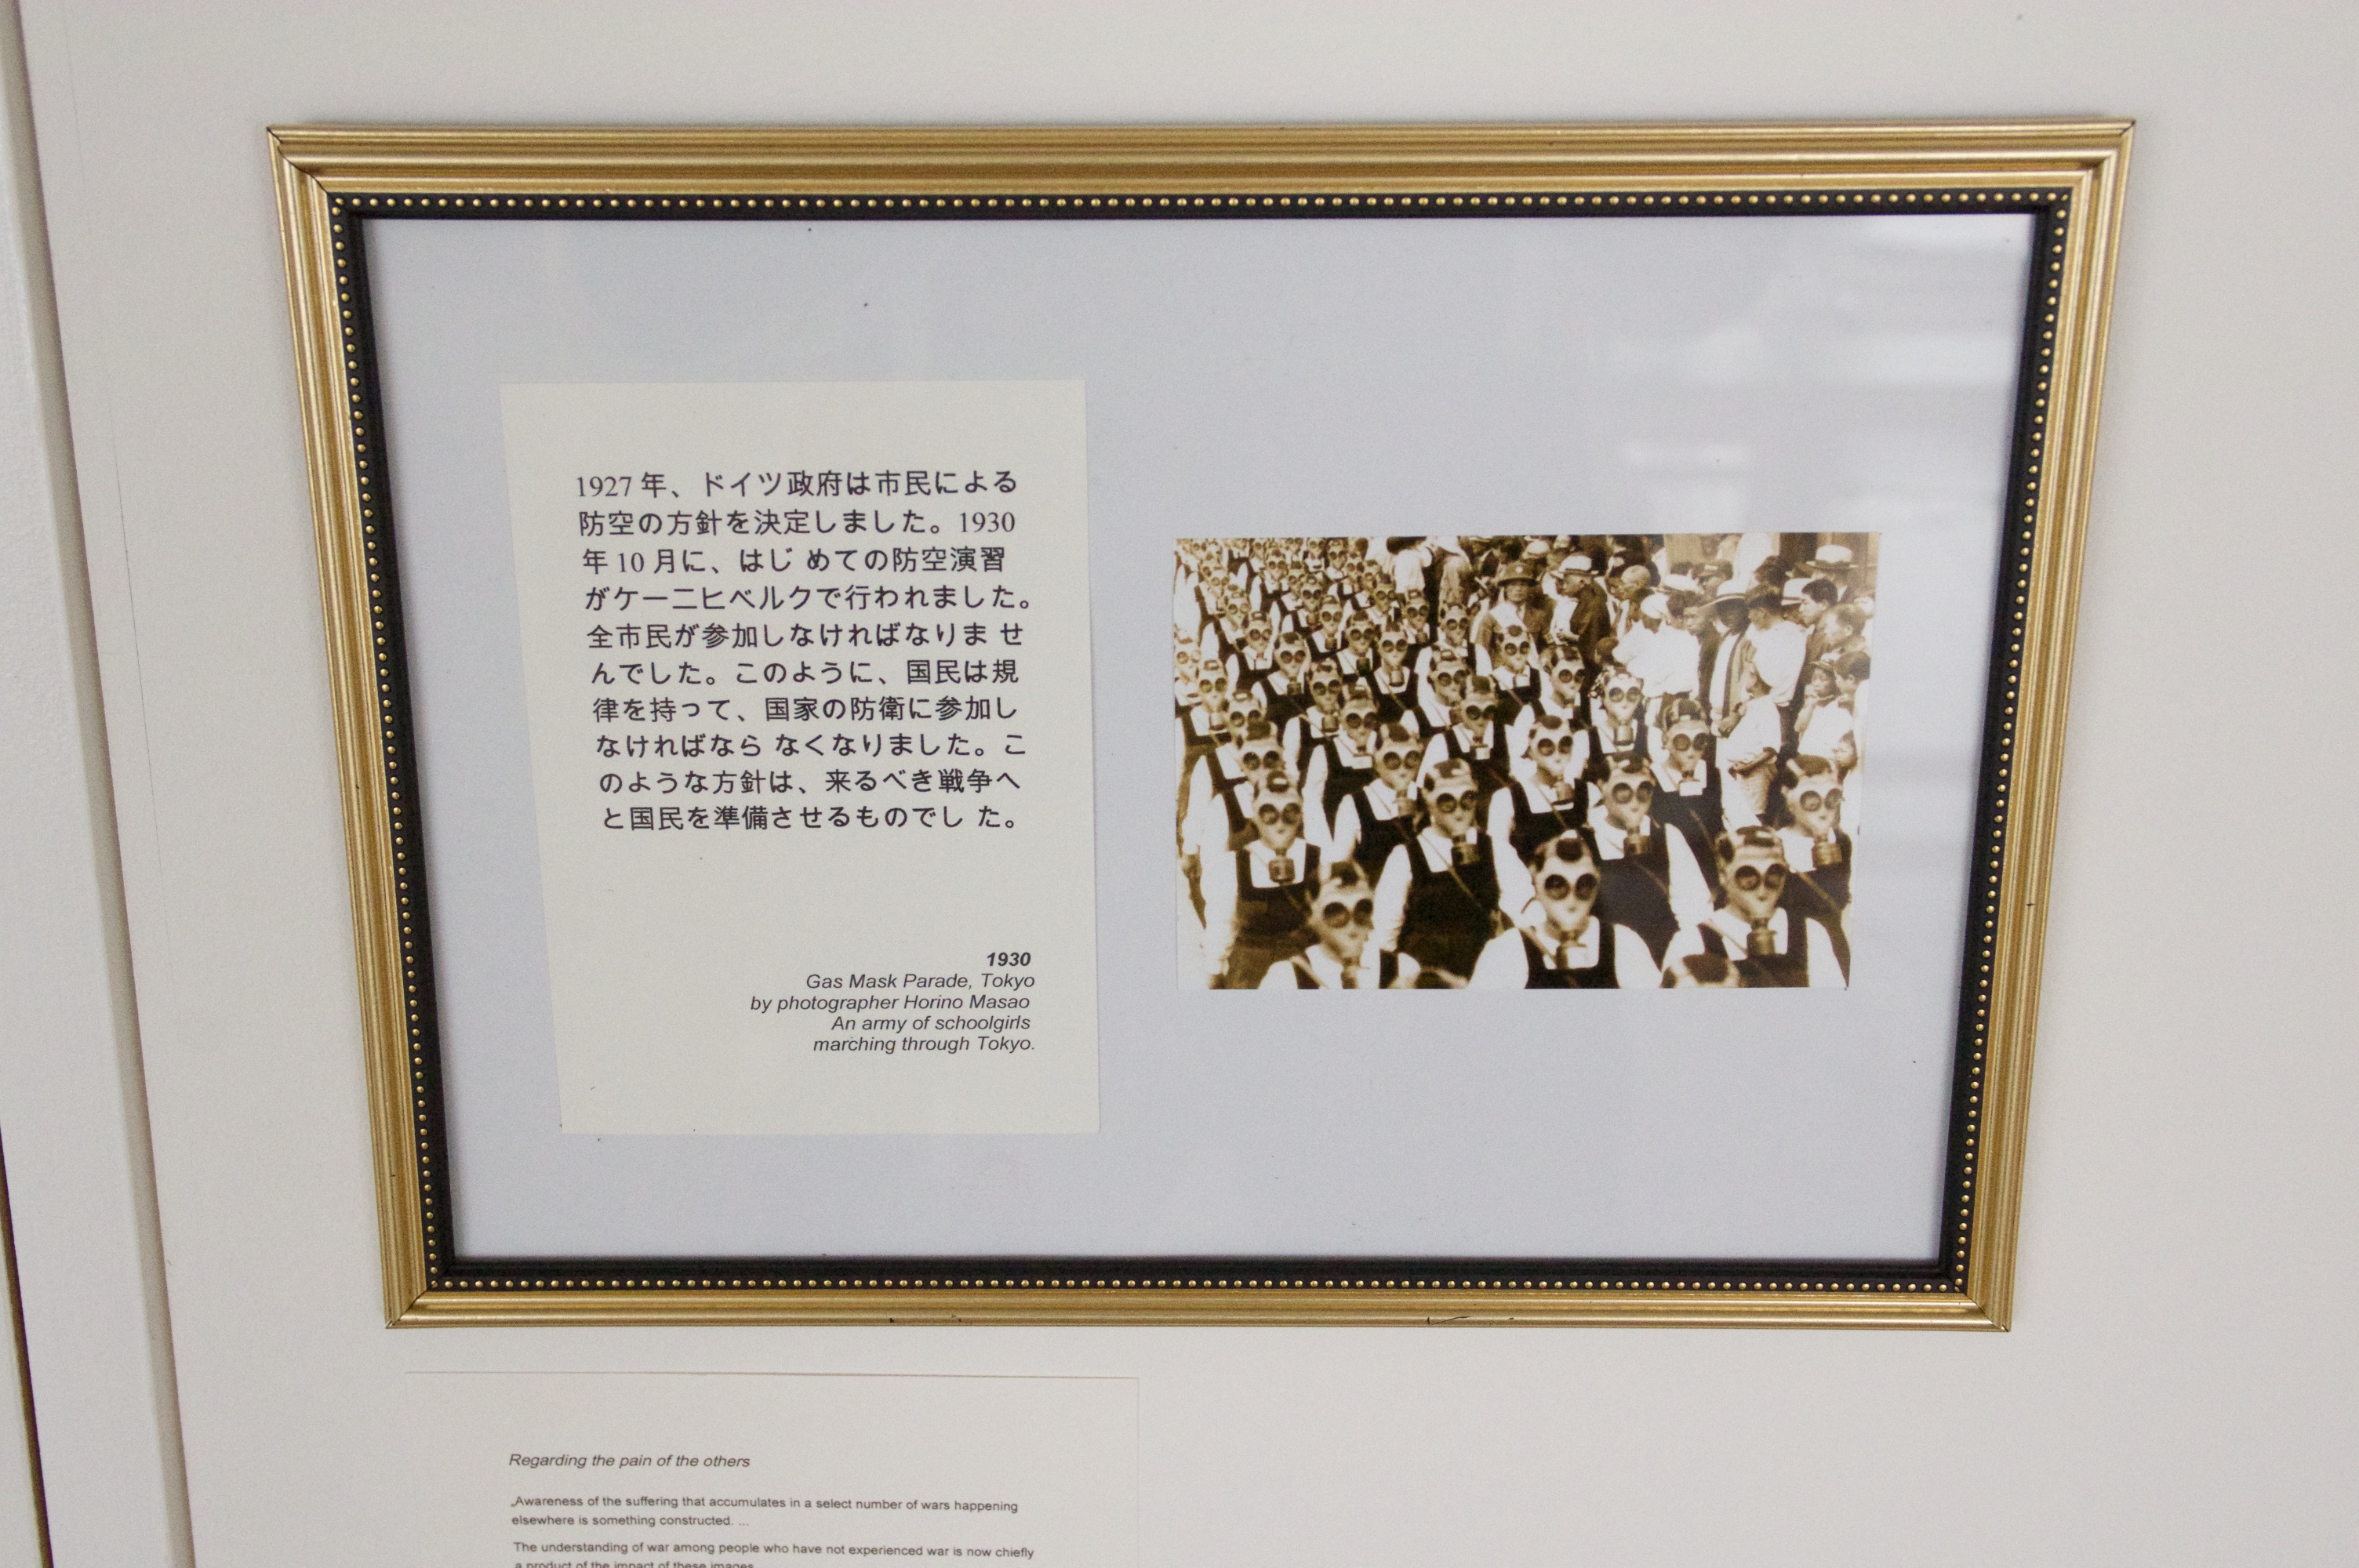 1927 年、ドイツ政府は市民による
防空の方針を決定しました。1930
年 10 月に、はじ めての防空演習
がケーニヒベルクで行われました。
全市民が参加しなければなりま せ
んでした。このように、国民は規
律を持って、国家の防衛に参加し
なければなら なくなりました。こ
のような方針は、来るべき戦争へ
と国民を準備させるものでし た。
1930
Gas Mask Parade, Tokyo
by photographer Horino Masao
An army of schoolgirls
marching through Tokyo.
Regarding the pain of the others
„Awareness of the suffering that accumulates in a select number of wars happening
elsewhere is something constructed. ...
The understanding of war among people who have not experienced war is now chiefly
a product of the impact of these images